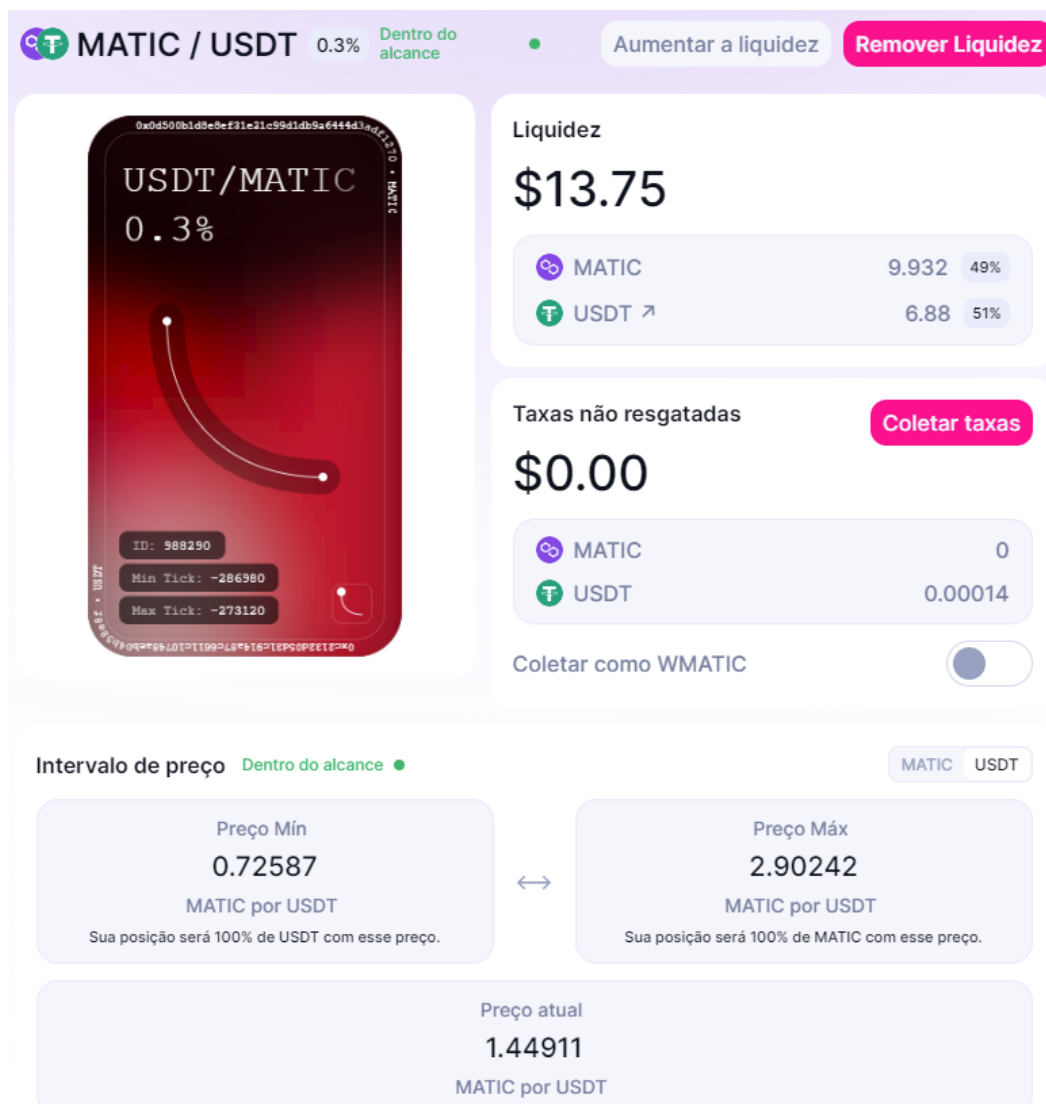 MATIC / USDT 0.3% Dentro do alcance Aumentar a liquidez Remover Liquidez
• MATIC
USDT/MATIC
0.3%
ID: 988290
Min Tick: -286980
Max Tick: -273120
• USDT
Liquidez
$13.75
MATIC 9.932 49%
USDT ↗ 6.88 51%
Taxas não resgatadas Coletar taxas
$0.00
MATIC 0
USDT 0.00014
Coletar como WMATIC
Intervalo de preço Dentro do alcance MATIC USDT
Preço Mín
0.72587
MATIC por USDT
Sua posição será 100% de USDT com esse preço.
Preço Máx
2.90242
MATIC por USDT
Sua posição será 100% de MATIC com esse preço.
Preço atual
1.44911
MATIC por USDT